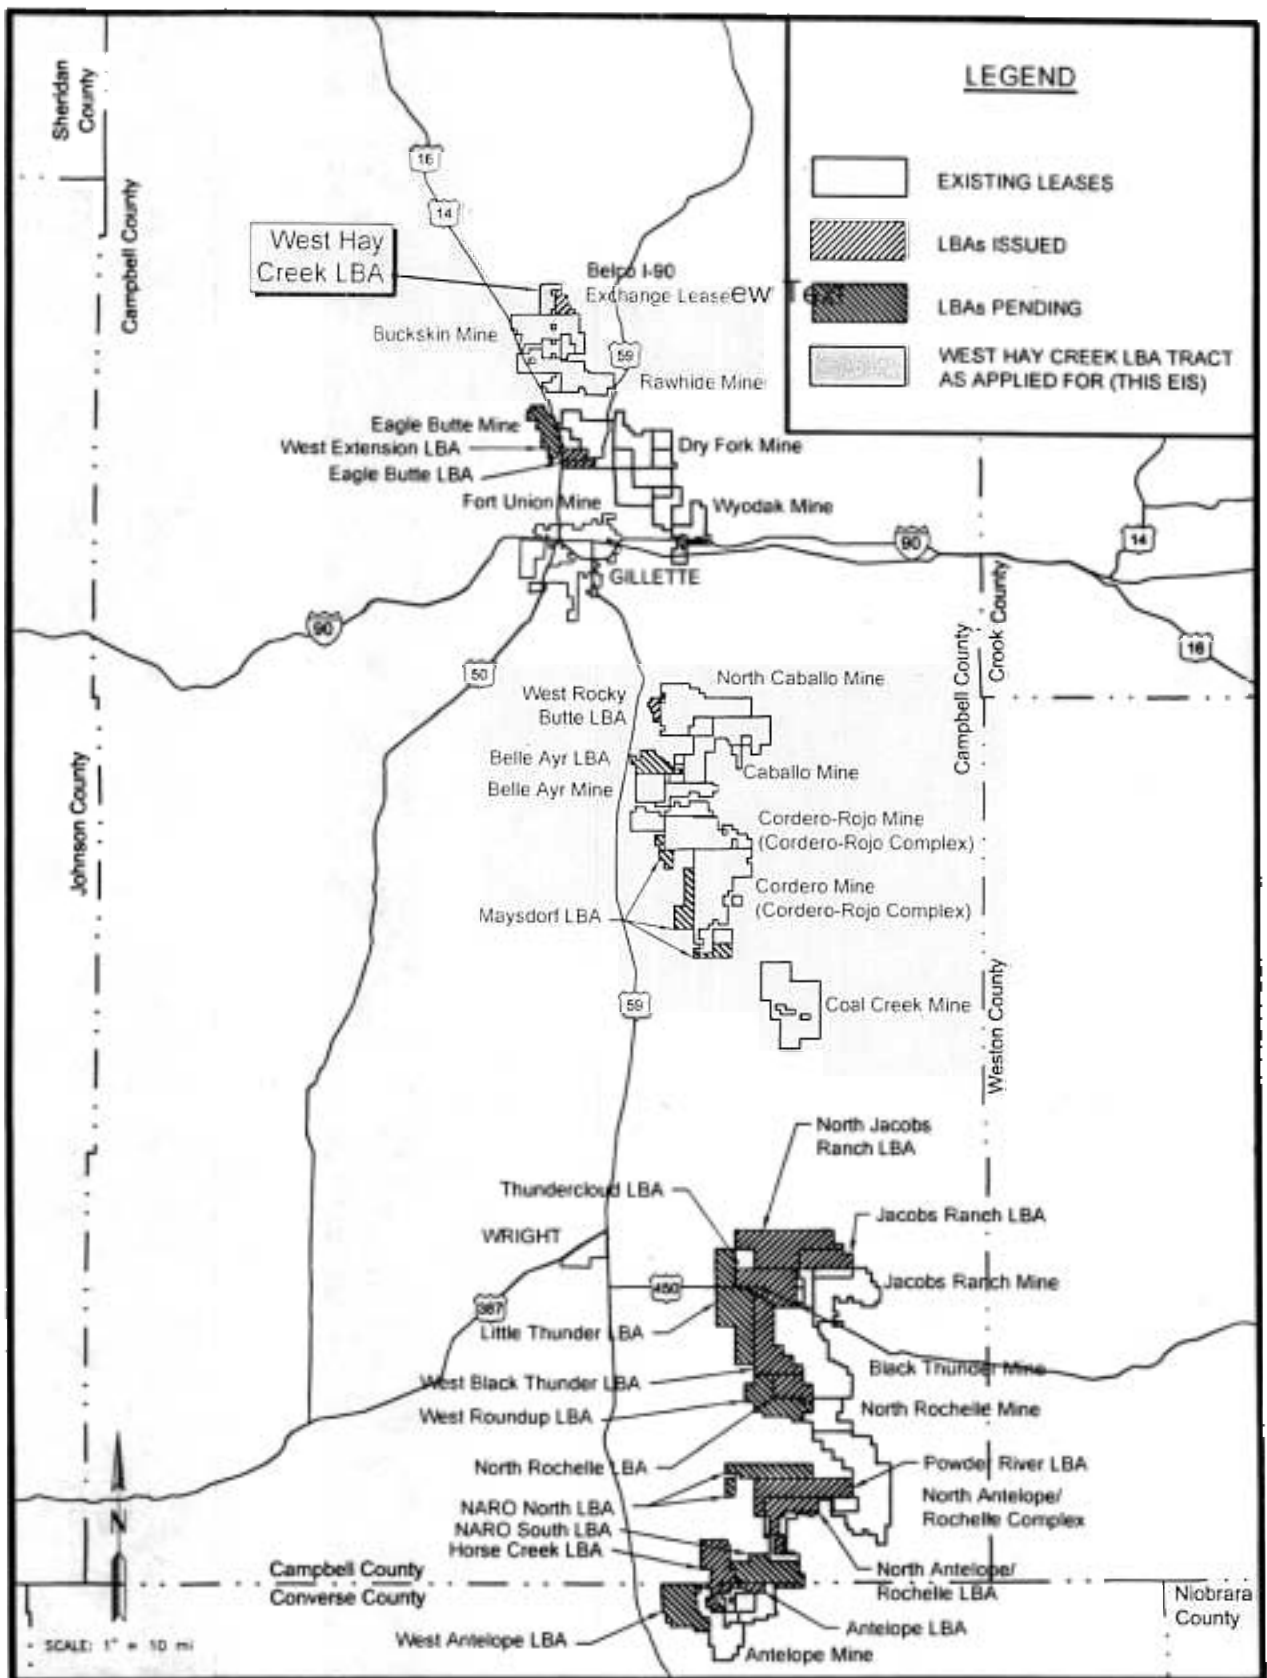 LEGEND
EXISTING LEASES
LBAs ISSUED
LBAs PENDING
WEST HAY CREEK LBA TRACT
AS APPLIED FOR (THIS EIS)
Sheridan
County
Campbell County
16
14
West Hay
Creek LBA
Belco I-90
Exchange Lease
ew Text
Buckskin Mine
59
Rawhide Mine
Eagle Butte Mine
West Extension LBA
Eagle Butte LBA
Dry Fork Mine
Fort Union Mine
Wyodak Mine
90
14
GILLETTE
90
50
16
Campbell County
Crook County
North Caballo Mine
West Rocky
Butte LBA
Belle Ayr LBA
Caballo Mine
Belle Ayr Mine
Johnson County
Cordero-Rojo Mine
(Cordero-Rojo Complex)
Cordero Mine
(Cordero-Rojo Complex)
Maysdorf LBA
59
Coal Creek Mine
Weston County
North Jacobs
Ranch LBA
Thundercloud LBA
Jacobs Ranch LBA
WRIGHT
450
Jacobs Ranch Mine
387
Little Thunder LBA
Black Thunder Mine
West Black Thunder LBA
West Roundup LBA
North Rochelle Mine
North Rochelle LBA
Powder River LBA
NARO North LBA
North Antelope/
Rochelle Complex
NARO South LBA
Horse Creek LBA
N
Campbell County
Converse County
North Antelope/
Rochelle LBA
Niobrara
County
Antelope LBA
West Antelope LBA
Antelope Mine
SCALE: 1" = 10 mi